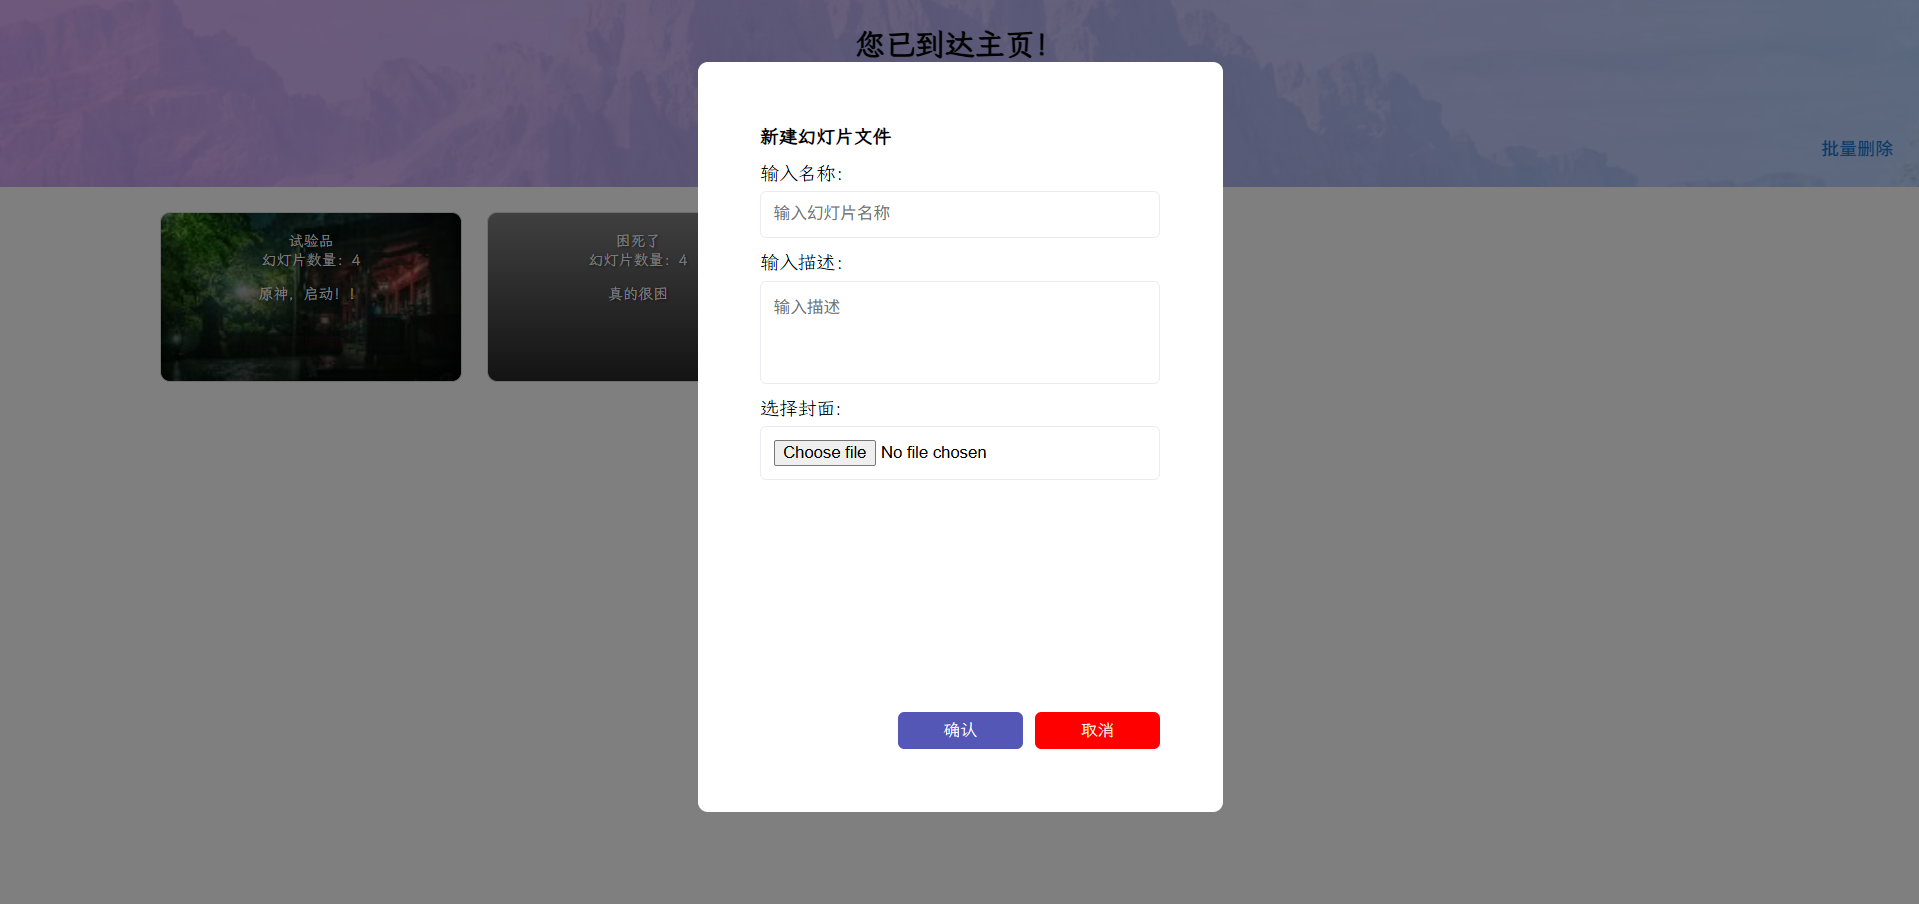 您已到达主页！
批量删除
试验品
幻灯片数量：4
原神，启动！！
困死了
幻灯片数量：4
真的很困
新建幻灯片文件
输入名称：
输入幻灯片名称
输入描述：
输入描述
选择封面：
Choose file No file chosen
确认 取消